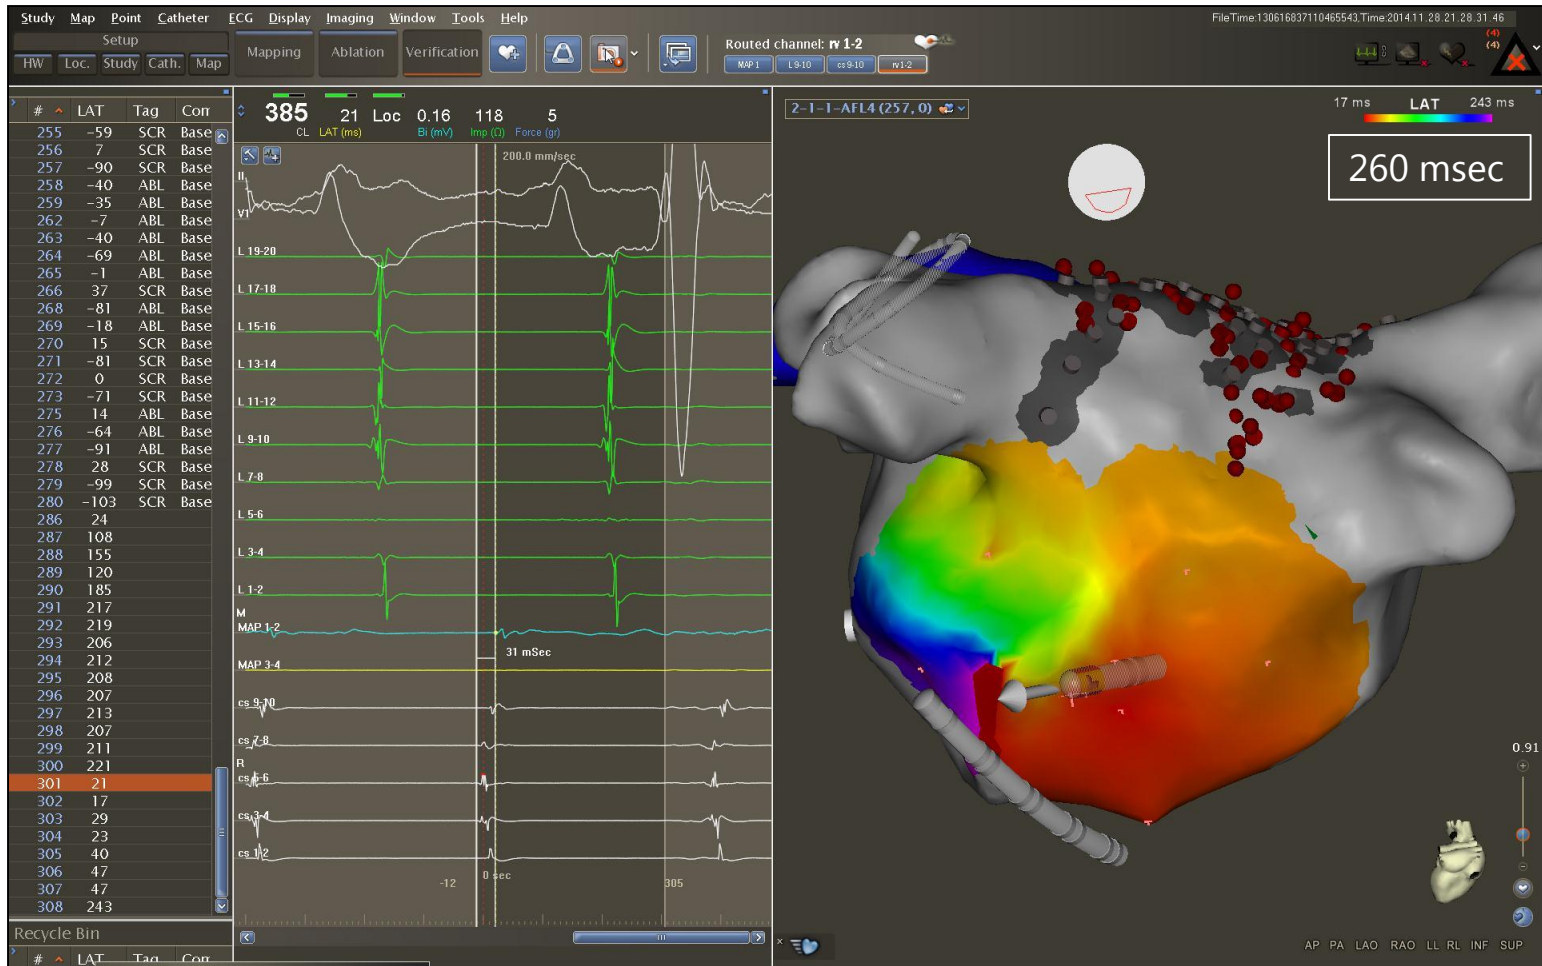 Study Map Point Catheter ECG Display Imaging Window Tools Help
FileTime:130616837110465543,Time:2014.11.28.21.28.31.46
Setup
HW Loc. Study Cath. Map
Mapping Ablation Verification
Routed channel: rv 1-2
MAP 1 L 9-10 cs 9-10 rv1-2
(4)
(4)
# LAT Tag Con
255 -59 SCR Base
256 7 SCR Base
257 -90 SCR Base
258 -40 ABL Base
259 -35 ABL Base
262 -7 ABL Base
263 -40 ABL Base
264 -69 ABL Base
265 -1 ABL Base
266 37 SCR Base
268 -81 ABL Base
269 -18 ABL Base
270 15 SCR Base
271 -81 SCR Base
272 0 SCR Base
273 -71 SCR Base
275 14 ABL Base
276 -64 ABL Base
277 -91 ABL Base
278 28 SCR Base
279 -99 SCR Base
280 -103 SCR Base
286 24
287 108
288 155
289 120
290 185
291 217
292 219
293 206
294 212
295 208
296 207
297 213
298 207
299 211
300 221
301 21
302 17
303 29
304 23
305 40
306 47
307 47
308 243
Recycle Bin
# LAT Tag Con
385 21 Loc 0.16 118 5
CL LAT (ms) Bi (mV) Imp (Ω) Force (gr)
200.0 mm/sec
II
V1
L 19-20
L 17-18
L 15-16
L 13-14
L 11-12
L 9-10
L 7-8
L 5-6
L 3-4
L 1-2
M
MAP 1-2
31 mSec
MAP 3-4
cs 9-10
cs 7-8
R
cs 5-6
cs 3-4
cs 1-2
-12 0 sec 305
2-1-1-AFL4 (257, 0)
17 ms LAT 243 ms
260 msec
0.91
AP PA LAO RAO LL RL INF SUP